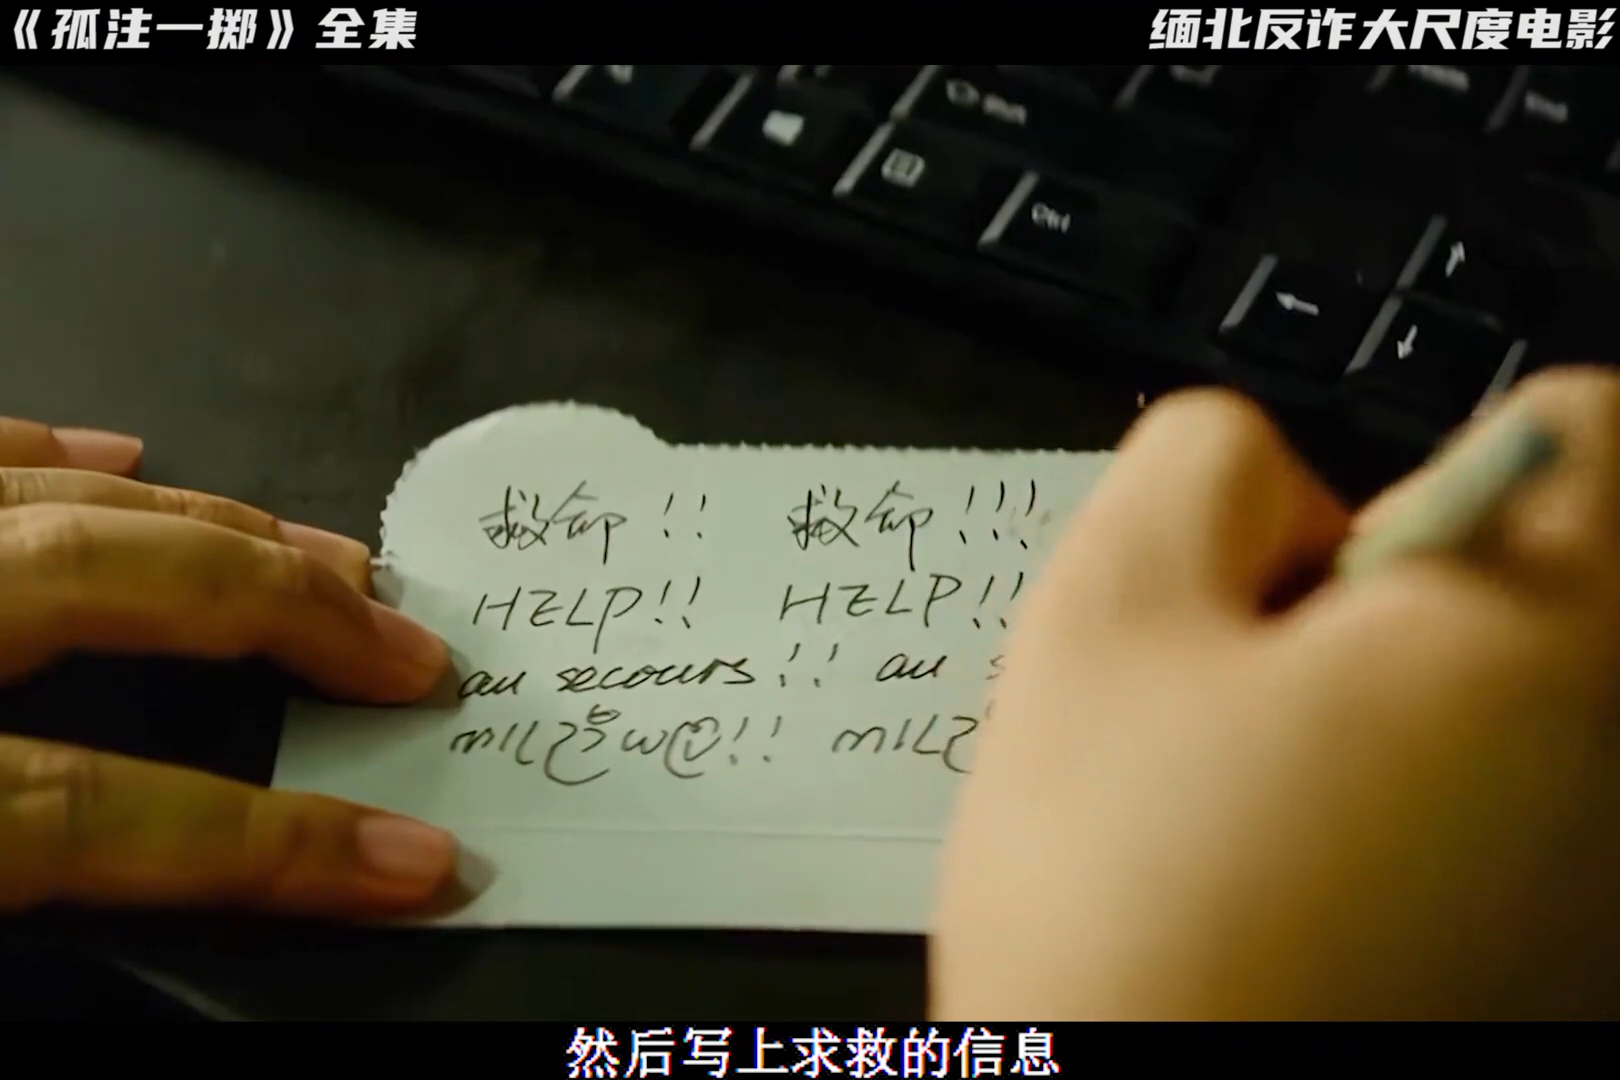 《孤注一掷》全集
缅北反诈大尺度电影
Ctrl
救命!! 救命!!!
HELP!! HELP!!
au secours!! au s
然后写上求救的信息